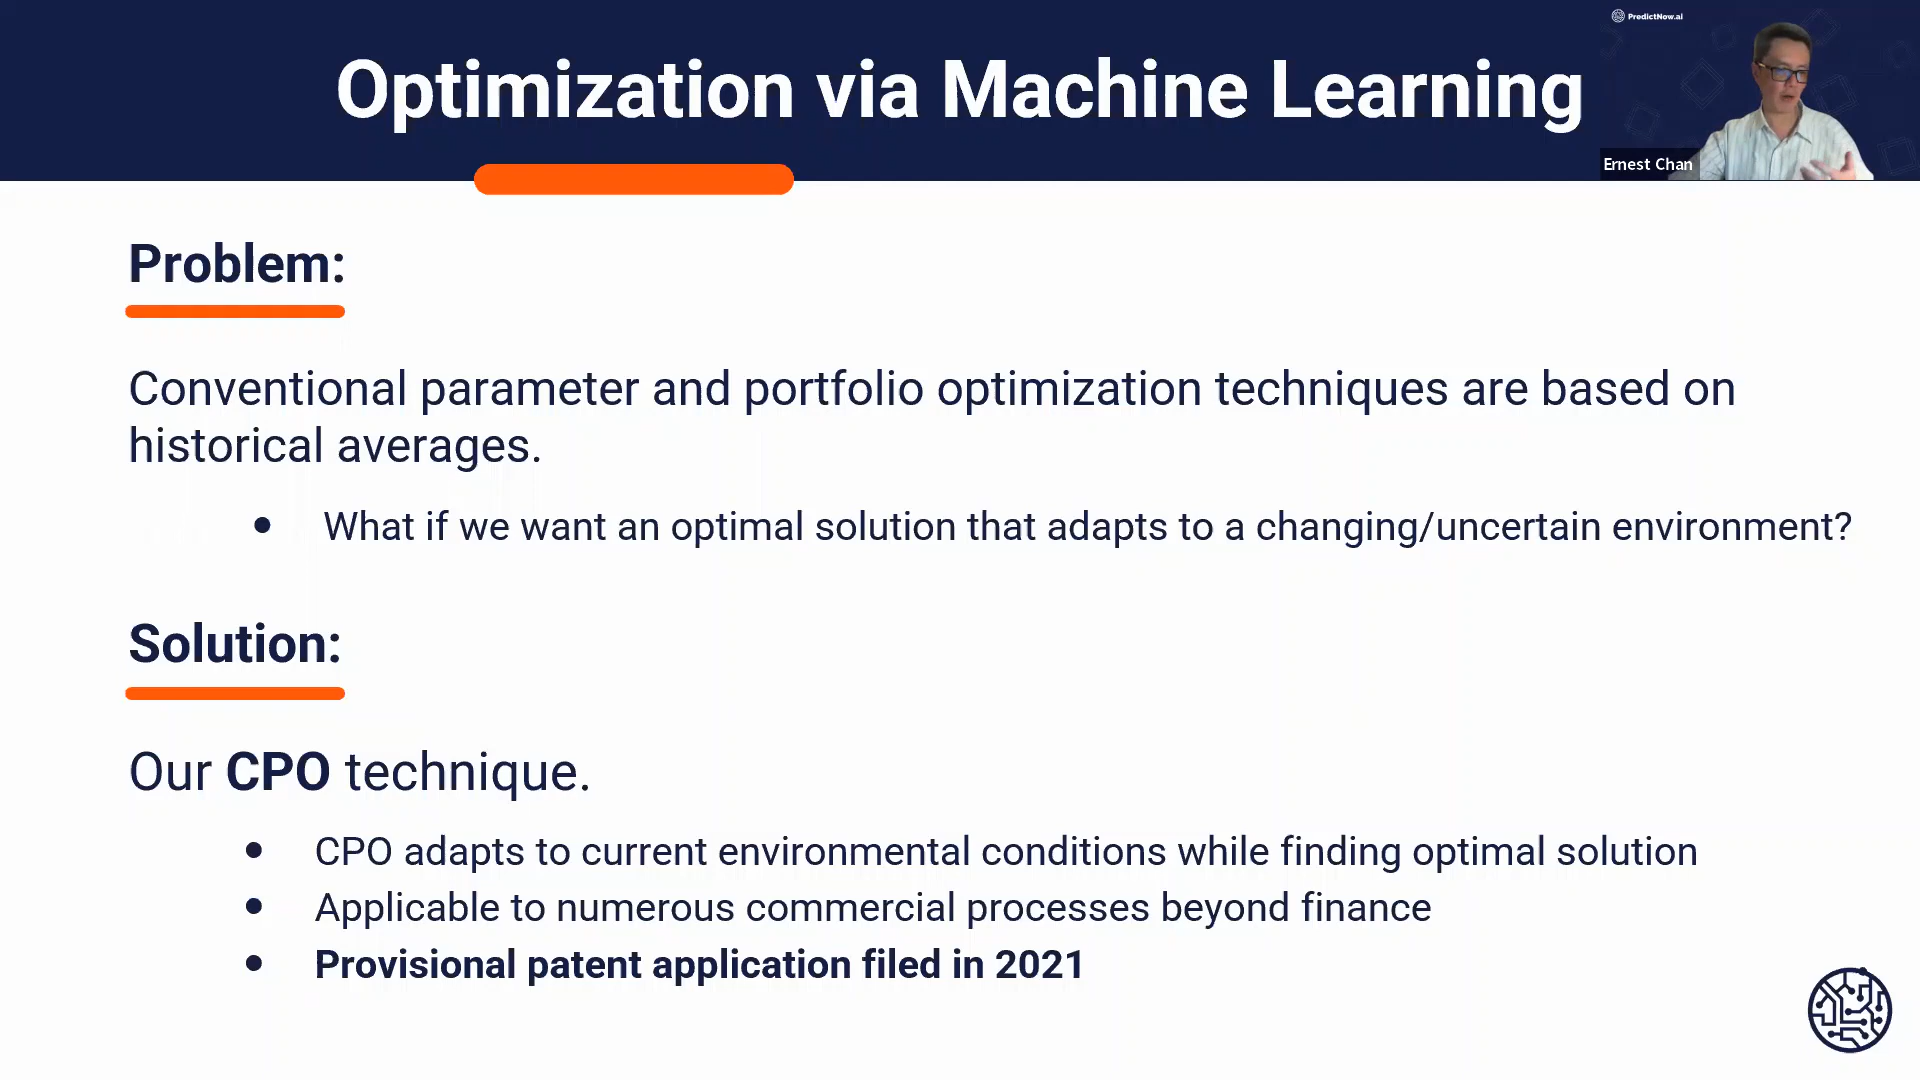 PredictNow.ai
Optimization via Machine Learning
Ernest Chan
Problem:
Conventional parameter and portfolio optimization techniques are based on
historical averages.
• What if we want an optimal solution that adapts to a changing/uncertain environment?
Solution:
Our CPO technique.
• CPO adapts to current environmental conditions while finding optimal solution
• Applicable to numerous commercial processes beyond finance
• Provisional patent application filed in 2021